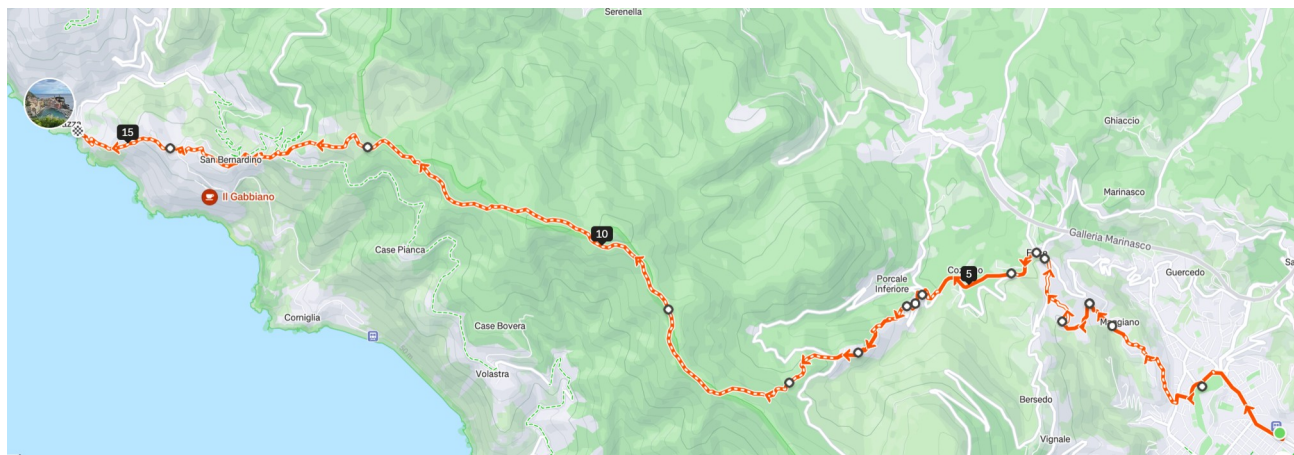 Serenella
Ghiaccio
15
San Bernardino
Marinasco
Il Gabbiano
Galleria Marinasco
10
Case Pianca
Guercedo
5
Porcale
Inferiore
Corniglia
Case Bovera
Volastra
Bersedo
Vignale